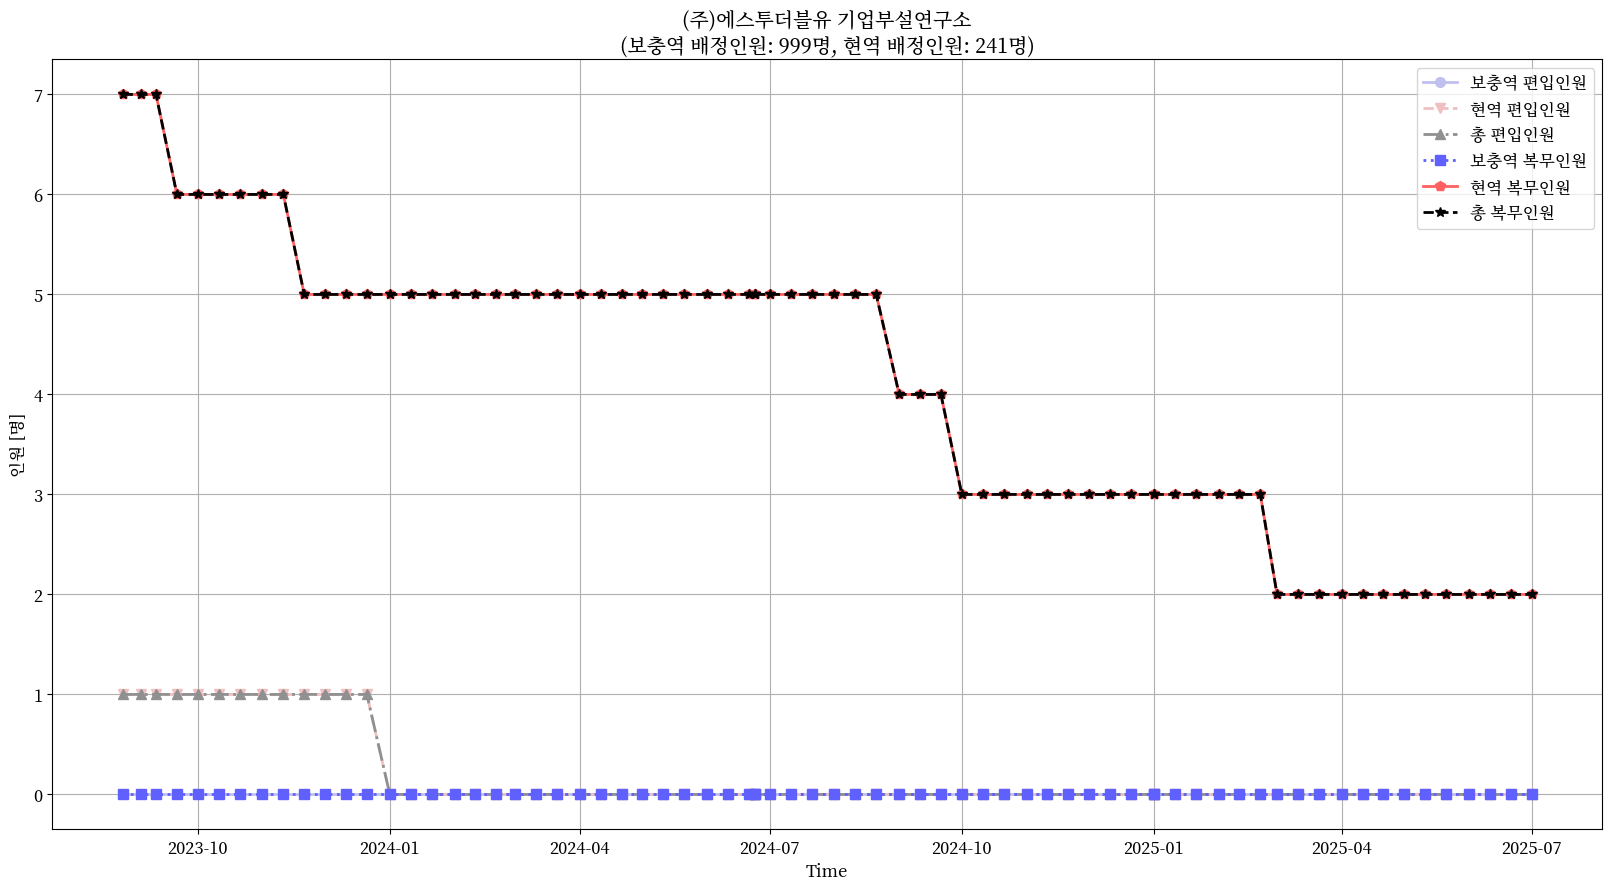 (주)에스투더블유 기업부설연구소
(보충역 배정인원: 999명, 현역 배정인원: 241명)
보충역 편입인원
현역 편입인원
총 편입인원
보충역 복무인원
현역 복무인원
총 복무인원
인원 [명]
7
6
5
4
3
2
1
0
2023-10
2024-01
2024-04
2024-07
2024-10
2025-01
2025-04
2025-07
Time